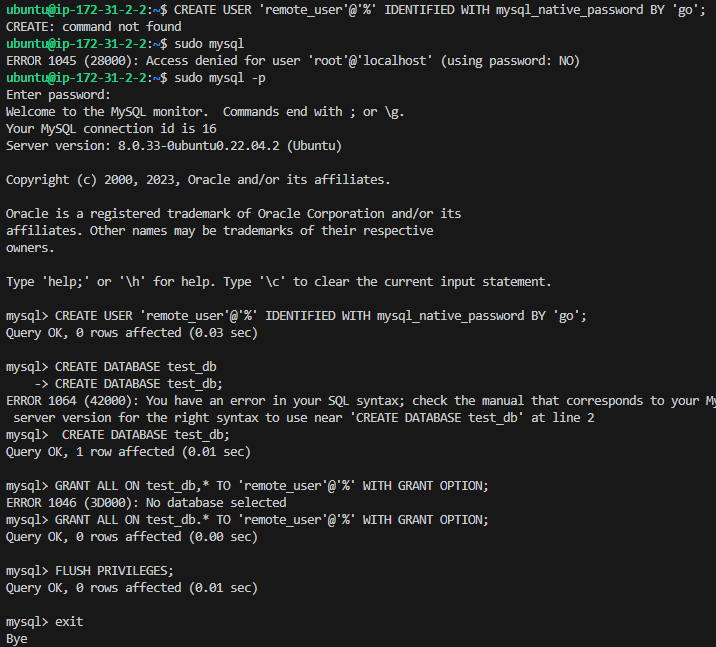 ubuntu@ip-172-31-2-2:~$ CREATE USER 'remote_user'@'%' IDENTIFIED WITH mysql_native_password BY 'go';
CREATE: command not found
ubuntu@ip-172-31-2-2:~$ sudo mysql
ERROR 1045 (28000): Access denied for user 'root'@'localhost' (using password: NO)
ubuntu@ip-172-31-2-2:~$ sudo mysql -p
Enter password:
Welcome to the MySQL monitor.  Commands end with ; or \g.
Your MySQL connection id is 16
Server version: 8.0.33-0ubuntu0.22.04.2 (Ubuntu)

Copyright (c) 2000, 2023, Oracle and/or its affiliates.

Oracle is a registered trademark of Oracle Corporation and/or its
affiliates. Other names may be trademarks of their respective
owners.

Type 'help;' or '\h' for help. Type '\c' to clear the current input statement.

mysql> CREATE USER 'remote_user'@'%' IDENTIFIED WITH mysql_native_password BY 'go';
Query OK, 0 rows affected (0.03 sec)

mysql> CREATE DATABASE test_db
    -> CREATE DATABASE test_db;
ERROR 1064 (42000): You have an error in your SQL syntax; check the manual that corresponds to your My
 server version for the right syntax to use near 'CREATE DATABASE test_db' at line 2
mysql>  CREATE DATABASE test_db;
Query OK, 1 row affected (0.01 sec)

mysql> GRANT ALL ON test_db,* TO 'remote_user'@'%' WITH GRANT OPTION;
ERROR 1046 (3D000): No database selected
mysql> GRANT ALL ON test_db.* TO 'remote_user'@'%' WITH GRANT OPTION;
Query OK, 0 rows affected (0.00 sec)

mysql> FLUSH PRIVILEGES;
Query OK, 0 rows affected (0.01 sec)

mysql> exit
Bye